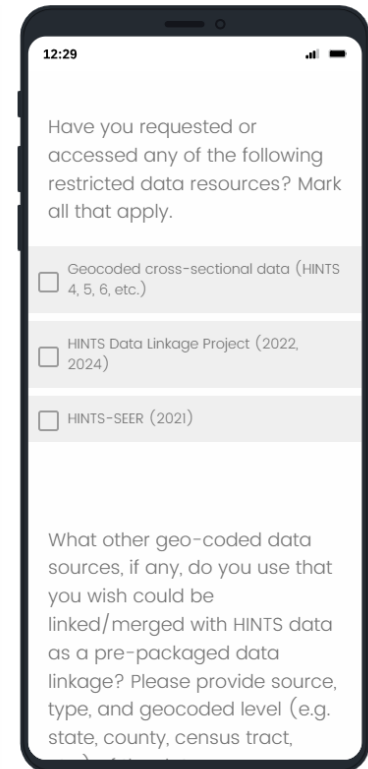 12:29
Have you requested or
accessed any of the following
restricted data resources? Mark
all that apply.
Geocoded cross-sectional data (HINTS
4, 5, 6, etc.)
HINTS Data Linkage Project (2022,
2024)
HINTS-SEER (2021)
What other geo-coded data
sources, if any, do you use that
you wish could be
linked/merged with HINTS data
as a pre-packaged data
linkage? Please provide source,
type, and geocoded level (e.g.
state, county, census tract,